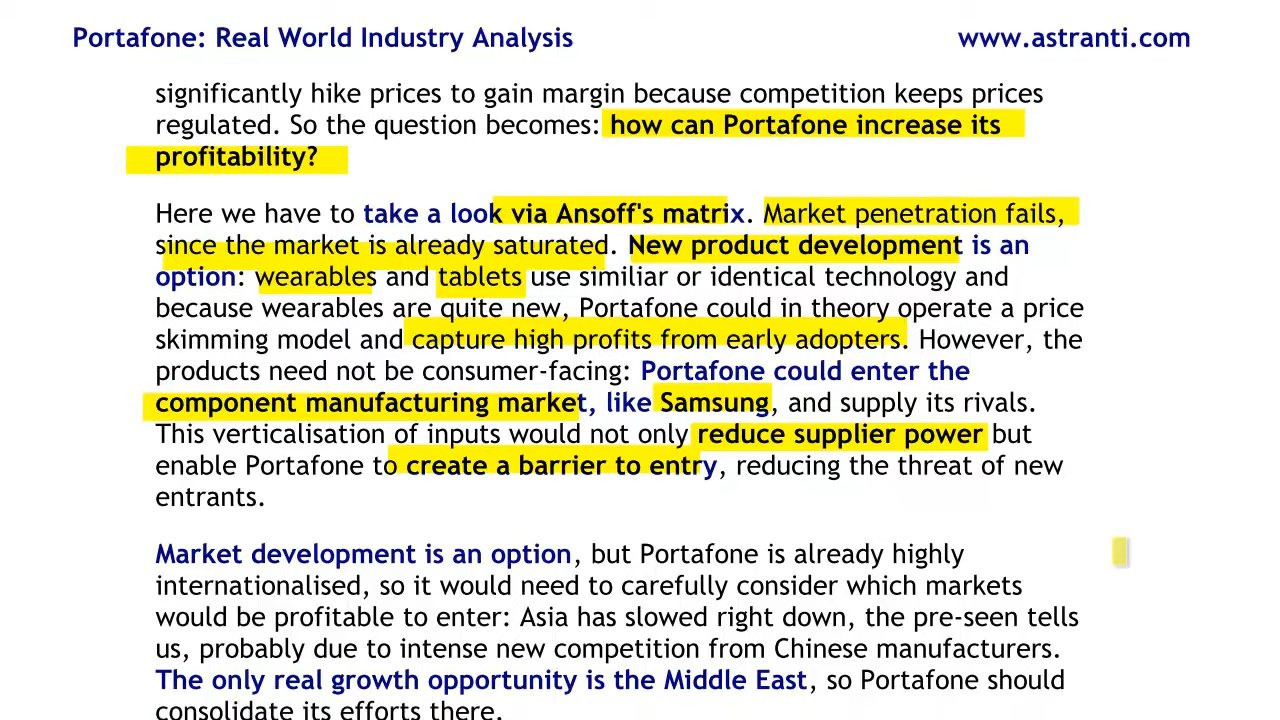 Portafone: Real World Industry Analysis www.astranti.com
significantly hike prices to gain margin because competition keeps prices
regulated. So the question becomes: how can Portafone increase its
profitability?
Here we have to take a look via Ansoff's matrix. Market penetration fails,
since the market is already saturated. New product development is an
option: wearables and tablets use similiar or identical technology and
because wearables are quite new, Portafone could in theory operate a price
skimming model and capture high profits from early adopters. However, the
products need not be consumer-facing: Portafone could enter the
component manufacturing market, like Samsung, and supply its rivals.
This verticalisation of inputs would not only reduce supplier power but
enable Portafone to create a barrier to entry, reducing the threat of new
entrants.
Market development is an option, but Portafone is already highly
internationalised, so it would need to carefully consider which markets
would be profitable to enter: Asia has slowed right down, the pre-seen tells
us, probably due to intense new competition from Chinese manufacturers.
The only real growth opportunity is the Middle East, so Portafone should
consolidate its efforts there.